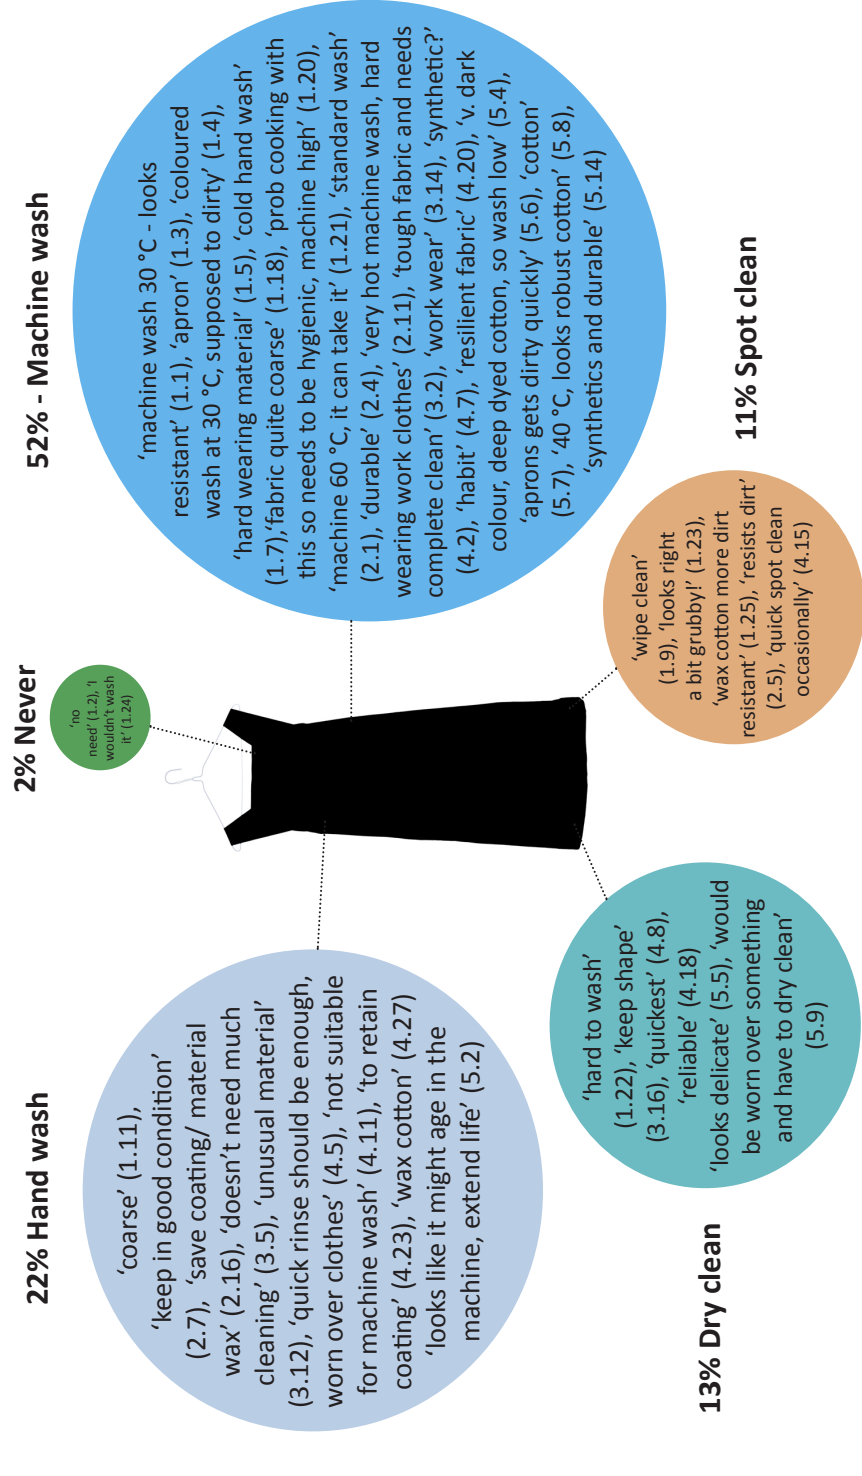 22% Hand wash
‘coarse’ (1.11),
‘keep in good condition’
(2.7), ‘save coating/ material
wax’ (2.16), ‘doesn’t need much
cleaning’ (3.5), ‘unusual material’
(3.12), ‘quick rinse should be enough,
worn over clothes’ (4.5), ‘not suitable
for machine wash’ (4.11), ‘to retain
coating’ (4.23), ‘wax cotton’ (4.27)
‘looks like it might age in the
machine, extend life’ (5.2)
2% Never
‘no
need’ (1.2), ‘I
wouldn’t wash
it’ (1.24)
52% - Machine wash
‘machine wash 30 °C - looks
resistant’ (1.1), ‘apron’ (1.3), ‘coloured
wash at 30 °C, supposed to dirty’ (1.4),
‘hard wearing material’ (1.5), ‘cold hand wash’
(1.7),‘fabric quite coarse’ (1.18), ‘prob cooking with
this so needs to be hygienic, machine high’ (1.20),
‘machine 60 °C, it can take it’ (1.21), ‘standard wash’
(2.1), ‘durable’ (2.4), ‘very hot machine wash, hard
wearing work clothes’ (2.11), ‘tough fabric and needs
complete clean’ (3.2), ‘work wear’ (3.14), ‘synthetic?’
(4.2), ‘habit’ (4.7), ‘resilient fabric’ (4.20), ‘v. dark
colour, deep dyed cotton, so wash low’ (5.4),
‘aprons gets dirty quickly’ (5.6), ‘cotton’
(5.7), ‘40 °C, looks robust cotton’ (5.8),
‘synthetics and durable’ (5.14)
13% Dry clean
‘hard to wash’
(1.22), ‘keep shape’
(3.16), ‘quickest’ (4.8),
‘reliable’ (4.18)
‘looks delicate’ (5.5), ‘would
be worn over something
and have to dry clean’
(5.9)
11% Spot clean
‘wipe clean’
(1.9), ‘looks right
a bit grubby!’ (1.23),
‘wax cotton more dirt
resistant’ (1.25), ‘resists dirt’
(2.5), ‘quick spot clean
occasionally’ (4.15)